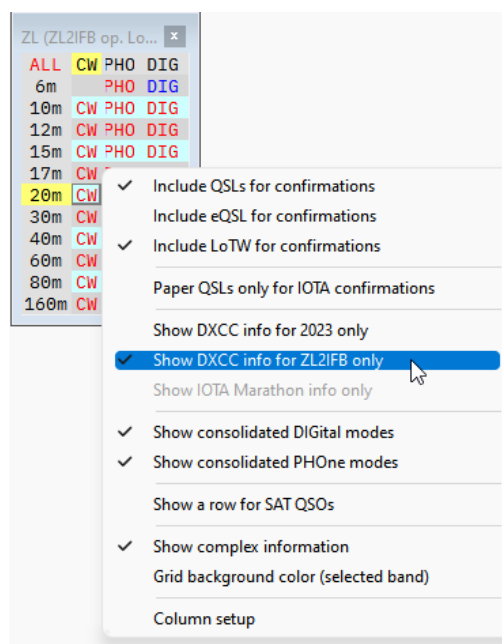 ZL (ZL2IFB op. Lo...
ALL CW PHO DIG
6m PHO DIG
10m CW PHO DIG
12m CW PHO DIG
15m CW PHO DIG
17m CW
20m CW
30m CW
40m CW
60m CW
80m CW
160m CW
Include QSLs for confirmations
Include eQSL for confirmations
Include LoTW for confirmations
Paper QSLs only for IOTA confirmations
Show DXCC info for 2023 only
Show DXCC info for ZL2IFB only
Show IOTA Marathon info only
Show consolidated DIGital modes
Show consolidated PHOne modes
Show a row for SAT QSOs
Show complex information
Grid background color (selected band)
Column setup